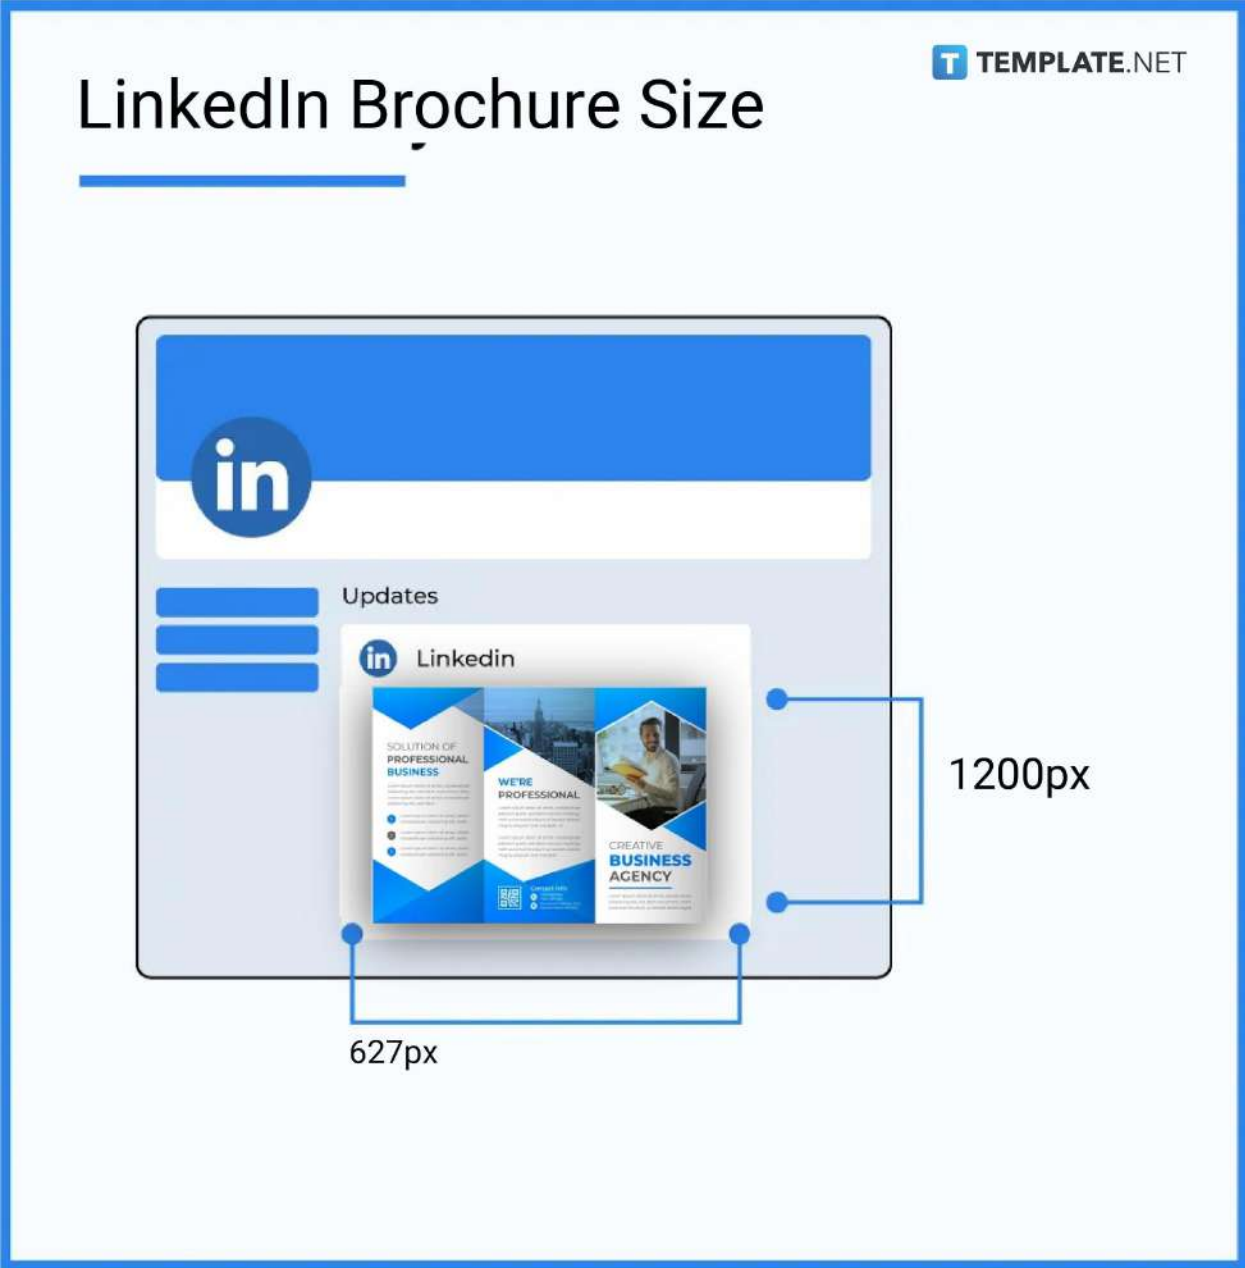 TEMPLATE.NET
LinkedIn Brochure Size
in
Updates
in Linkedin
SOLUTION OF
PROFESSIONAL
BUSINESS
WE'RE
PROFESSIONAL
Contact Info
CREATIVE
BUSINESS
AGENCY
1200px
627px